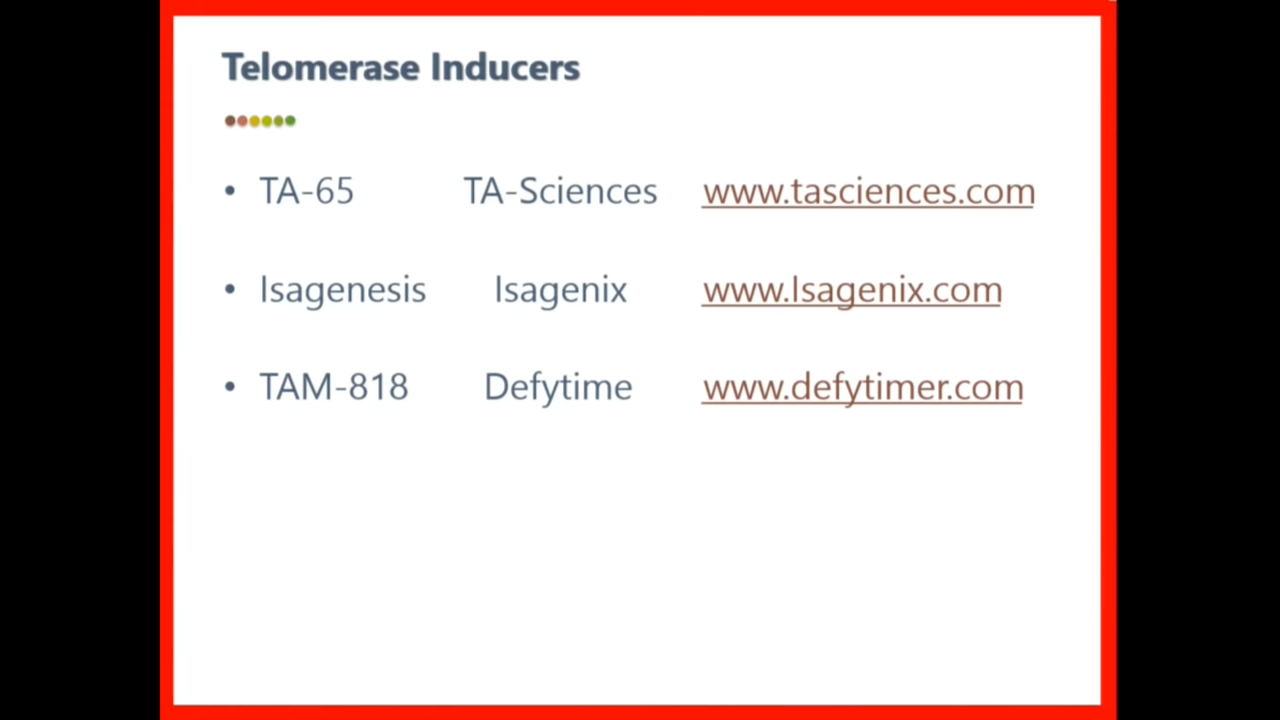 Telomerase Inducers
• TA-65 TA-Sciences www.tasciences.com
• Isagenesis Isagenix www.Isagenix.com
• TAM-818 Defytime www.defytimer.com